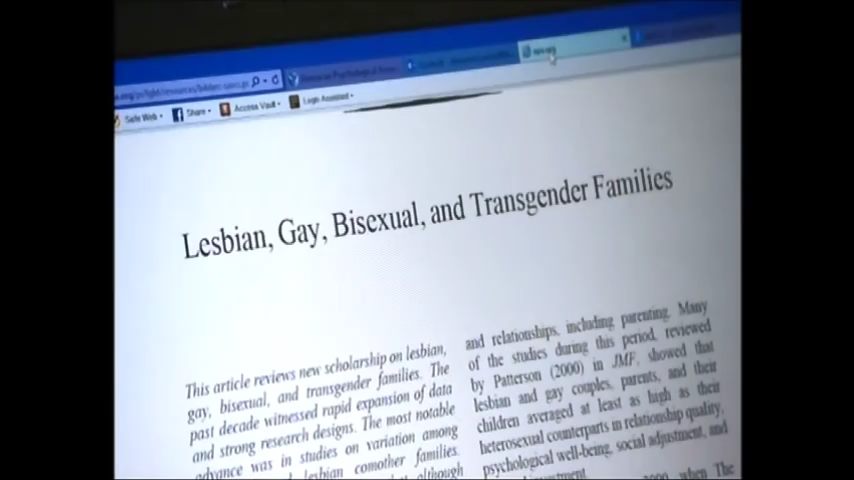 Safe Web
Share
Access Vault
Login Assisted
Lesbian, Gay, Bisexual, and Transgender Families
This article reviews new scholarship on lesbian,
gay, bisexual, and transgender families. The
past decade witnessed rapid expansion of data
and strong research designs. The most notable
advance was in studies on variation among
lesbian comother families.
although
and relationships, including parenting. Many
of the studies during this period, reviewed
by Patterson (2000) in JMF, showed that
lesbian and gay couples, parents, and their
children averaged at least as high as their
heterosexual counterparts in relationship quality,
psychological well-being, social adjustment, and
when The